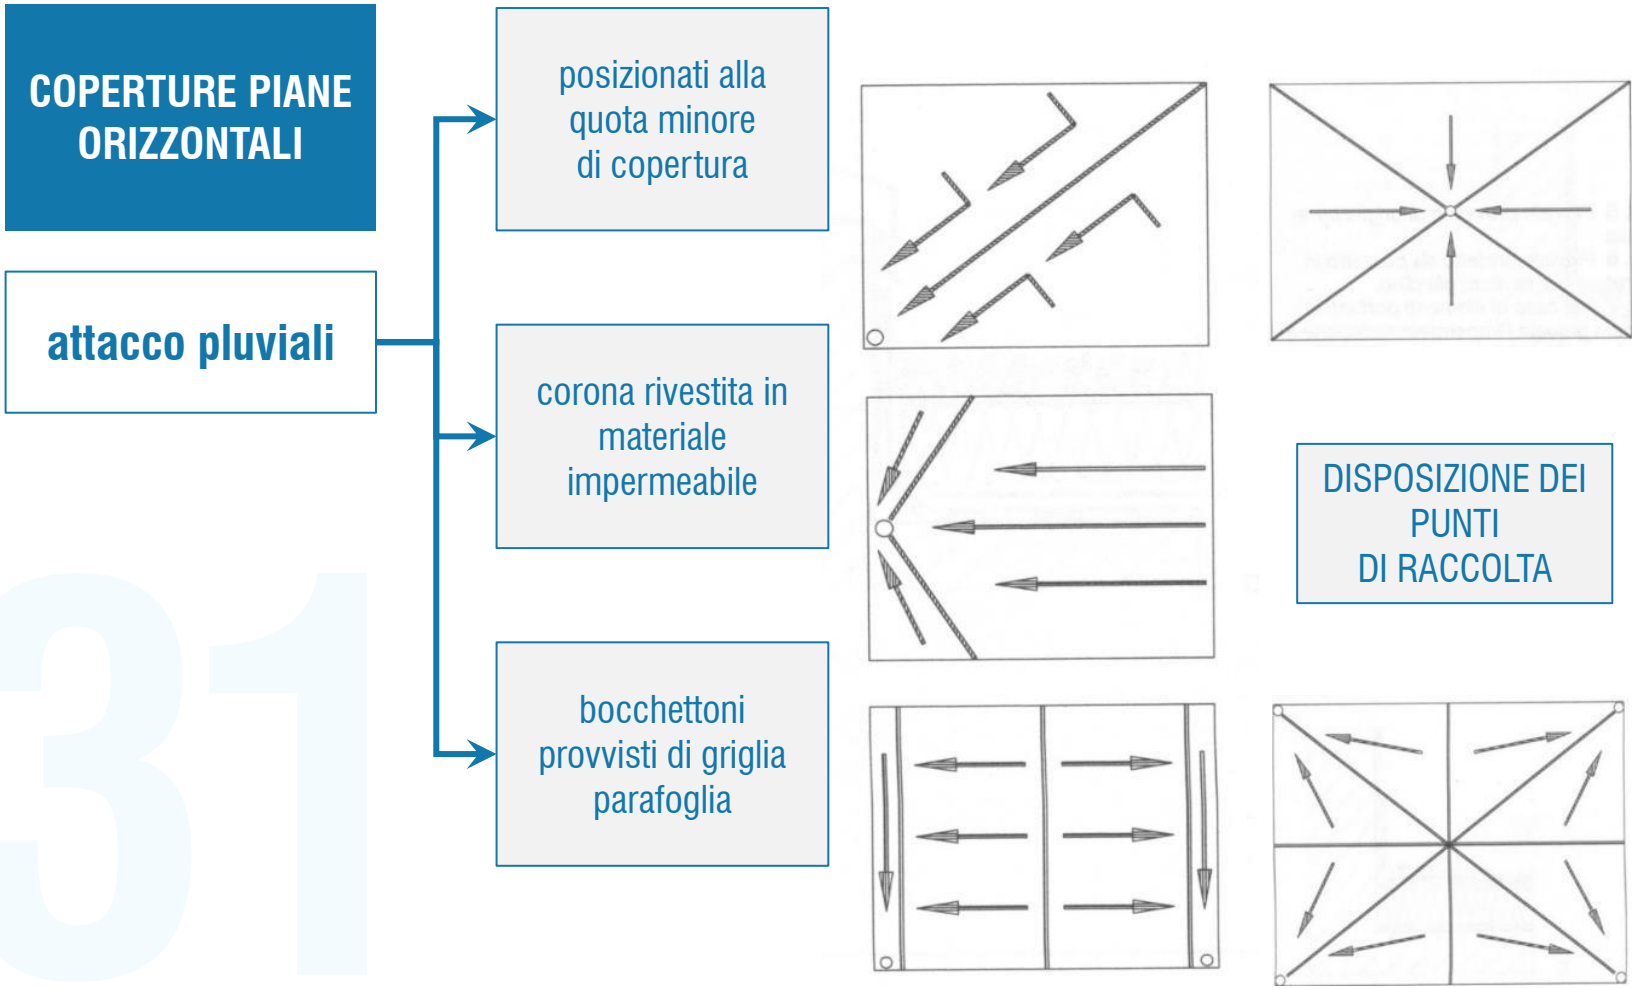 COPERTURE PIANE
ORIZZONTALI
attacco pluviali
posizionati alla
quota minore
di copertura
corona rivestita in
materiale
impermeabile
bocchettoni
provvisti di griglia
parafoglia
DISPOSIZIONE DEI
PUNTI
DI RACCOLTA
31